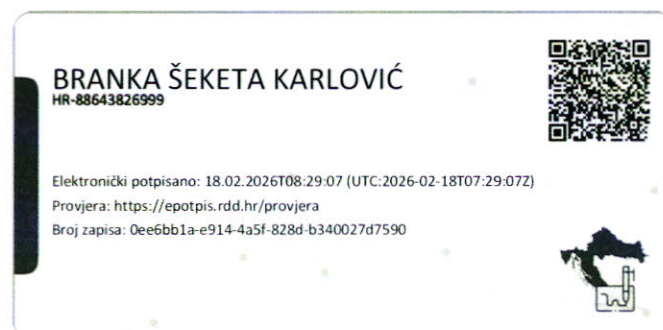 BRANKA ŠEKETA KARLOVIĆ
HR-88643826999
Elektronički potpisano: 18.02.2026T08:29:07 (UTC:2026-02-18T07:29:07Z)
Provjera: https://epotpis.rdd.hr/provjera
Broj zapisa: 0ee6bb1a-e914-4a5f-828d-b340027d7590